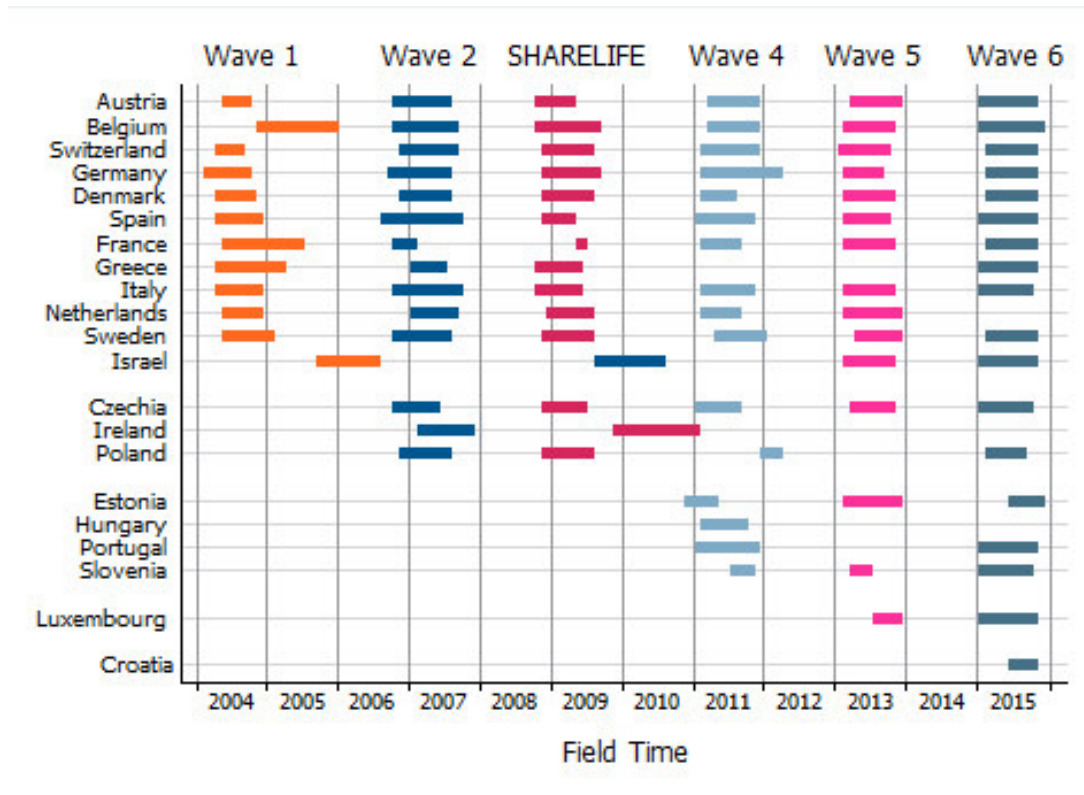 Wave 1 Wave 2 SHARELIFE Wave 4 Wave 5 Wave 6
Austria
Belgium
Switzerland
Germany
Denmark
Spain
France
Greece
Italy
Netherlands
Sweden
Israel
Czechia
Ireland
Poland
Estonia
Hungary
Portugal
Slovenia
Luxembourg
Croatia
2004 2005 2006 2007 2008 2009 2010 2011 2012 2013 2014 2015
Field Time